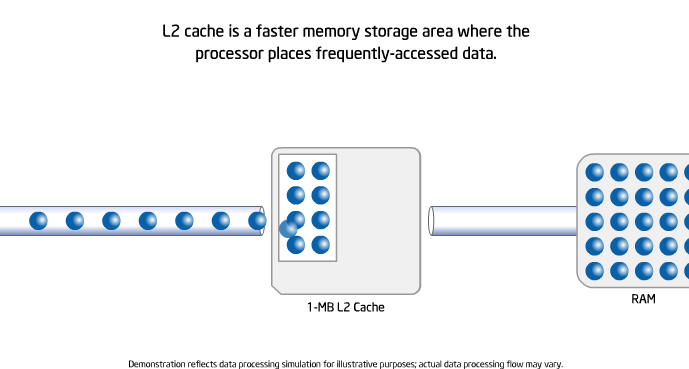 L2 cache is a faster memory storage area where the
processor places frequently-accessed data.
1-MB L2 Cache
RAM
Demonstration reflects data processing simulation for illustrative purposes; actual data processing flow may vary.